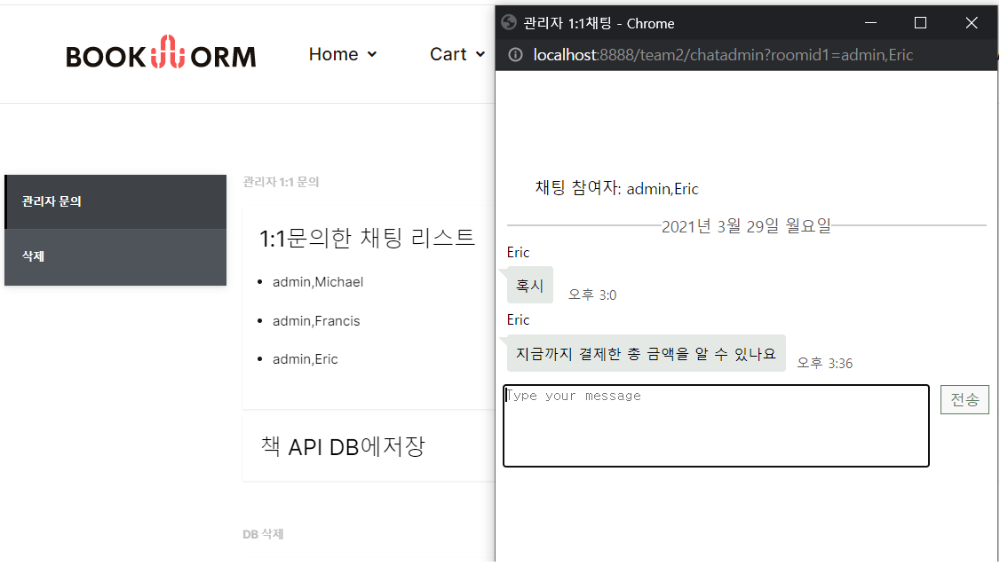 BOOK WORM
Home
Cart
관리자 문의
삭제
관리자 1:1 문의
1:1문의한 채팅 리스트
admin,Michael
admin,Francis
admin,Eric
책 API DB에저장
DB 삭제
관리자 1:1채팅 - Chrome
localhost:8888/team2/chatadmin?roomid1=admin,Eric
채팅 참여자: admin,Eric
2021년 3월 29일 월요일
Eric
혹시
오후 3:0
Eric
지금까지 결제한 총 금액을 알 수 있나요
오후 3:36
Type your message
전송